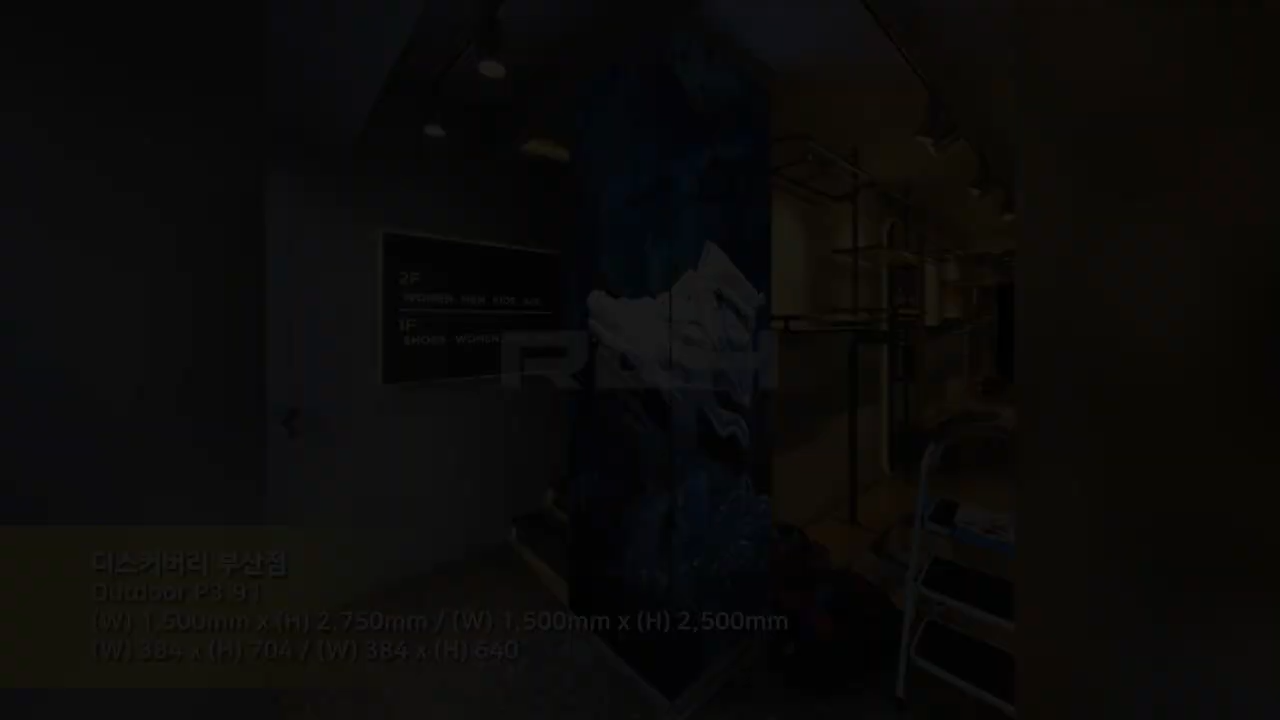 2F
WOMEN MEN KIDS AIR
1F
SHOES WOMEN
디스커버리 부산점
Outdoor P3.91
(W) 1,500mm x (H) 2,750mm / (W) 1,500mm x (H) 2,500mm
(W) 384 x (H) 704 / (W) 384 x (H) 640